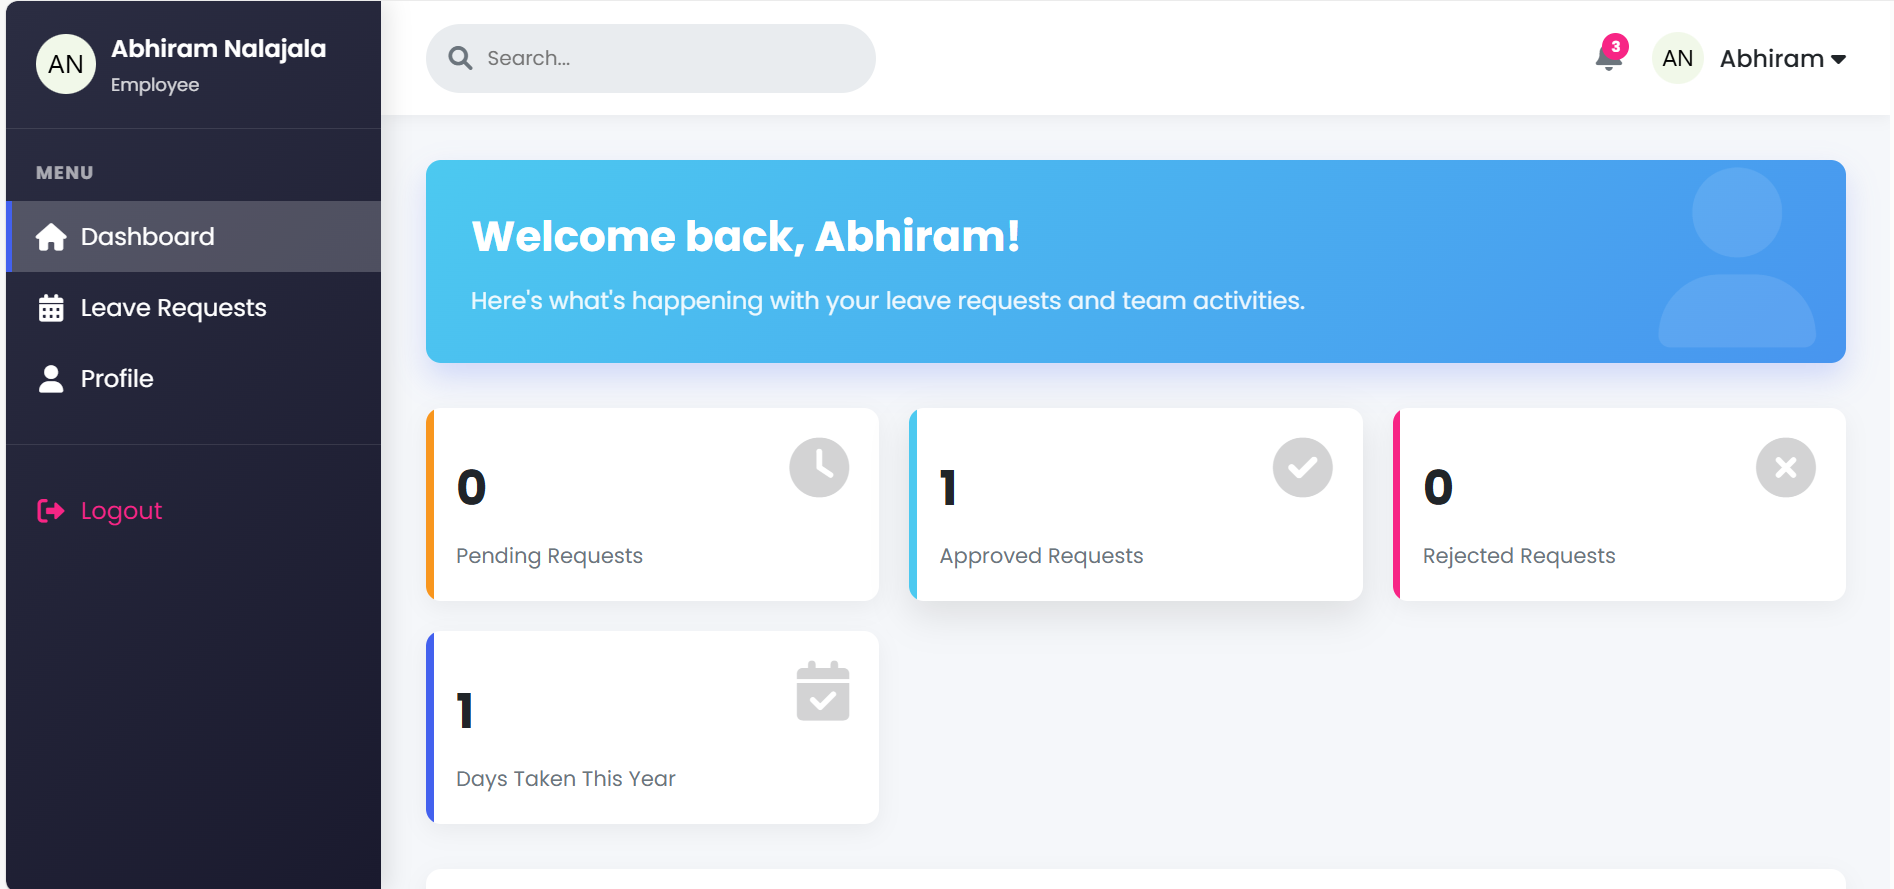 AN
Abhiram Nalajala
Employee
MENU
Dashboard
Leave Requests
Profile
Logout
Search...
3
AN
Abhiram
Welcome back, Abhiram!
Here's what's happening with your leave requests and team activities.
0
Pending Requests
1
Approved Requests
0
Rejected Requests
1
Days Taken This Year